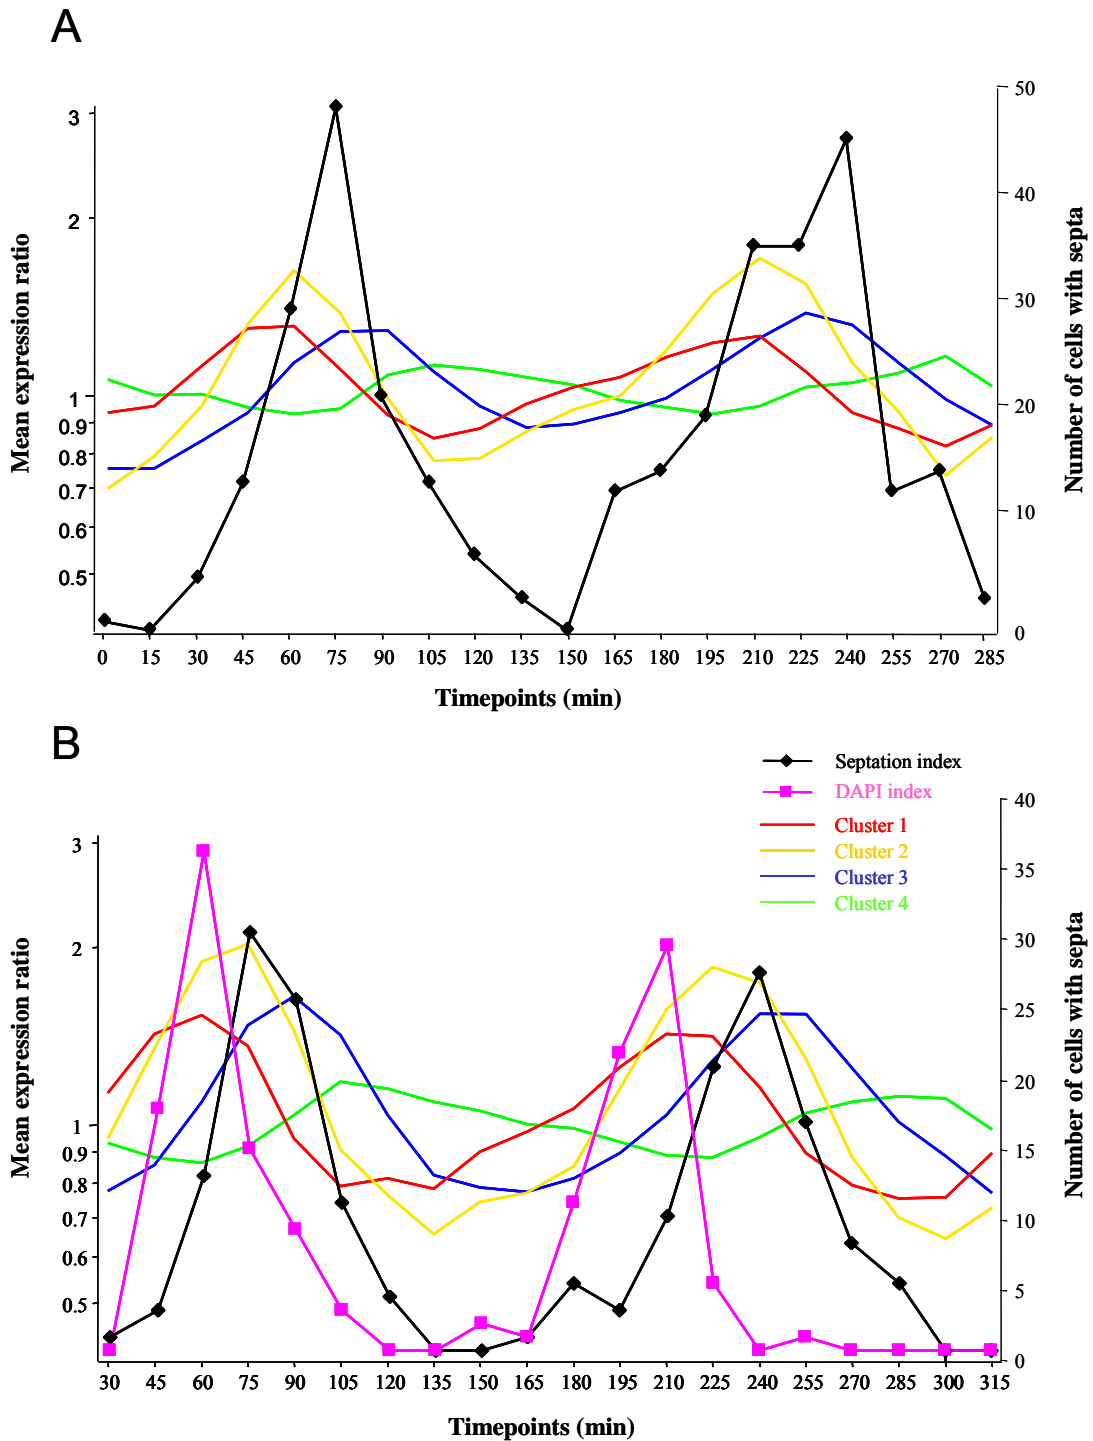 A
Mean expression ratio
3
2
1
0.9
0.8
0.7
0.6
0.5
50
40
30
20
10
0
Number of cells with septa
0 15 30 45 60 75 90 105 120 135 150 165 180 195 210 225 240 255 270 285
Timepoints (min)
B
Septation index
DAPI index
Cluster 1
Cluster 2
Cluster 3
Cluster 4
Mean expression ratio
3
2
1
0.9
0.8
0.7
0.6
0.5
40
35
30
25
20
15
10
5
0
Number of cells with septa
30 45 60 75 90 105 120 135 150 165 180 195 210 225 240 255 270 285 300 315
Timepoints (min)